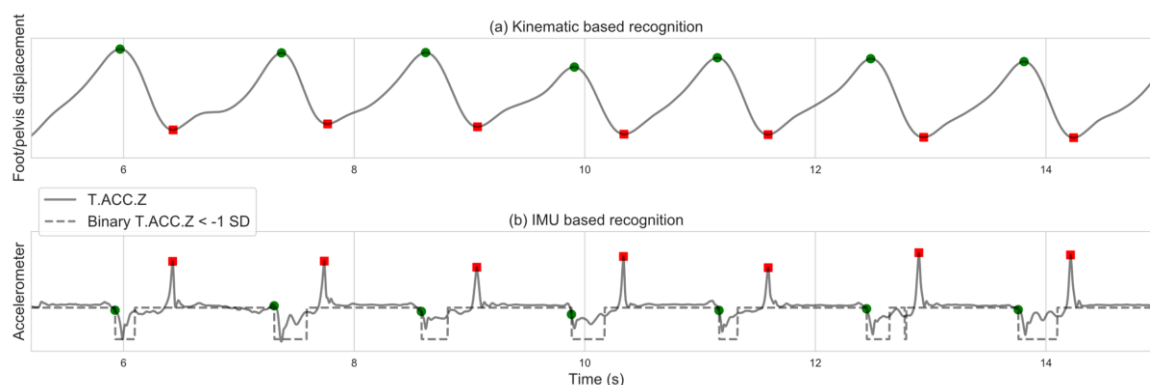 (a) Kinematic based recognition
Foot/pelvis displacement
6 8 10 12 14
T.ACC.Z
Binary T.ACC.Z < -1 SD
(b) IMU based recognition
Accelerometer
6 8 10 12 14
Time (s)